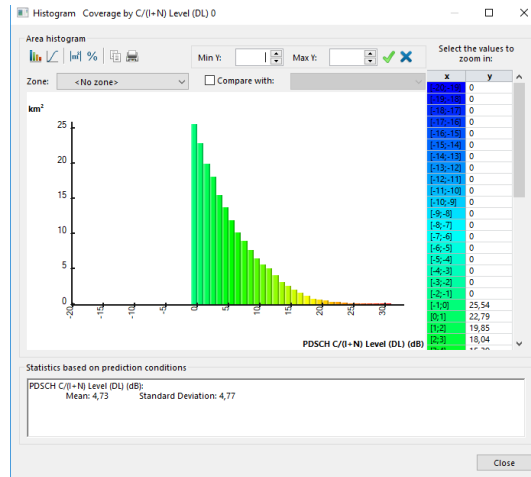 Histogram Coverage by C/(I+N) Level (DL) 0
Area histogram
%
Min Y:
Max Y:
Select the values to
zoom in:
Zone:
<No zone>
Compare with:
x y
[-20;-19] 0
[-19;-18] 0
[-18;-17] 0
[-17;-16] 0
[-16;-15] 0
[-15;-14] 0
[-14;-13] 0
[-13;-12] 0
[-12;-11] 0
[-11;-10] 0
[-10;-9] 0
[-9;-8] 0
[-8;-7] 0
[-7;-6] 0
[-6;-5] 0
[-5;-4] 0
[-4;-3] 0
[-3;-2] 0
[-2;-1] 0
[-1;0] 25,54
[0;1] 22,79
[1;2] 19,85
[2;3] 18,04
km²
25
20
15
10
5
0
-20 -15 -10 -5 0 5 10 15 20 25 30
PDSCH C/(I+N) Level (DL) (dB)
Statistics based on prediction conditions
PDSCH C/(I+N) Level (DL) (dB):
Mean: 4,73 Standard Deviation: 4,77
Close